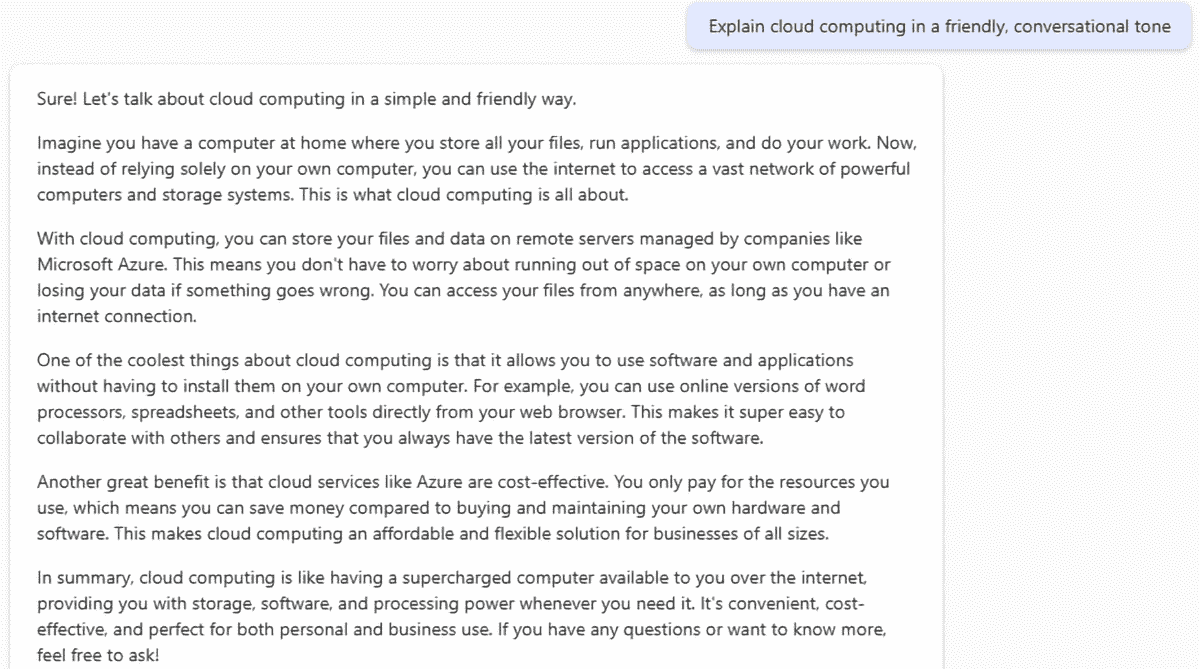 Explain cloud computing in a friendly, conversational tone
Sure! Let's talk about cloud computing in a simple and friendly way.
Imagine you have a computer at home where you store all your files, run applications, and do your work. Now,
instead of relying solely on your own computer, you can use the internet to access a vast network of powerful
computers and storage systems. This is what cloud computing is all about.
With cloud computing, you can store your files and data on remote servers managed by companies like
Microsoft Azure. This means you don't have to worry about running out of space on your own computer or
losing your data if something goes wrong. You can access your files from anywhere, as long as you have an
internet connection.
One of the coolest things about cloud computing is that it allows you to use software and applications
without having to install them on your own computer. For example, you can use online versions of word
processors, spreadsheets, and other tools directly from your web browser. This makes it super easy to
collaborate with others and ensures that you always have the latest version of the software.
Another great benefit is that cloud services like Azure are cost-effective. You only pay for the resources you
use, which means you can save money compared to buying and maintaining your own hardware and
software. This makes cloud computing an affordable and flexible solution for businesses of all sizes.
In summary, cloud computing is like having a supercharged computer available to you over the internet,
providing you with storage, software, and processing power whenever you need it. It's convenient, cost-
effective, and perfect for both personal and business use. If you have any questions or want to know more,
feel free to ask!